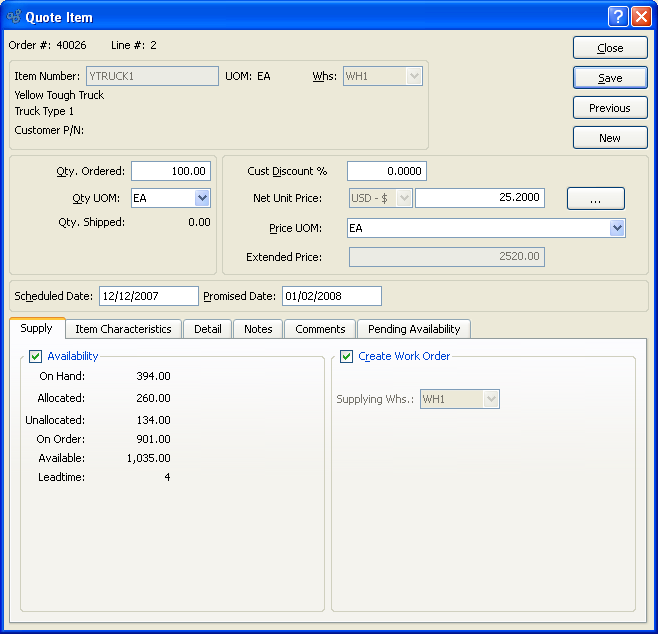 Quote Item
Order #: 40026 Line #: 2
Close
Item Number: YTRUCK1 UOM: EA Whs: WH1
Save
Yellow Tough Truck
Truck Type 1
Previous
Customer P/N:
New
Qty. Ordered: 100.00 Cust Discount % 0.0000
Qty UOM: EA Net Unit Price: USD - $ 25.2000 ...
Qty. Shipped: 0.00 Price UOM: EA
Extended Price: 2520.00
Scheduled Date: 12/12/2007 Promised Date: 01/02/2008
Supply Item Characteristics Detail Notes Comments Pending Availability
Availability Create Work Order
On Hand: 394.00
Allocated: 260.00 Supplying Whs.: WH1
Unallocated: 134.00
On Order: 901.00
Available: 1,035.00
Leadtime: 4